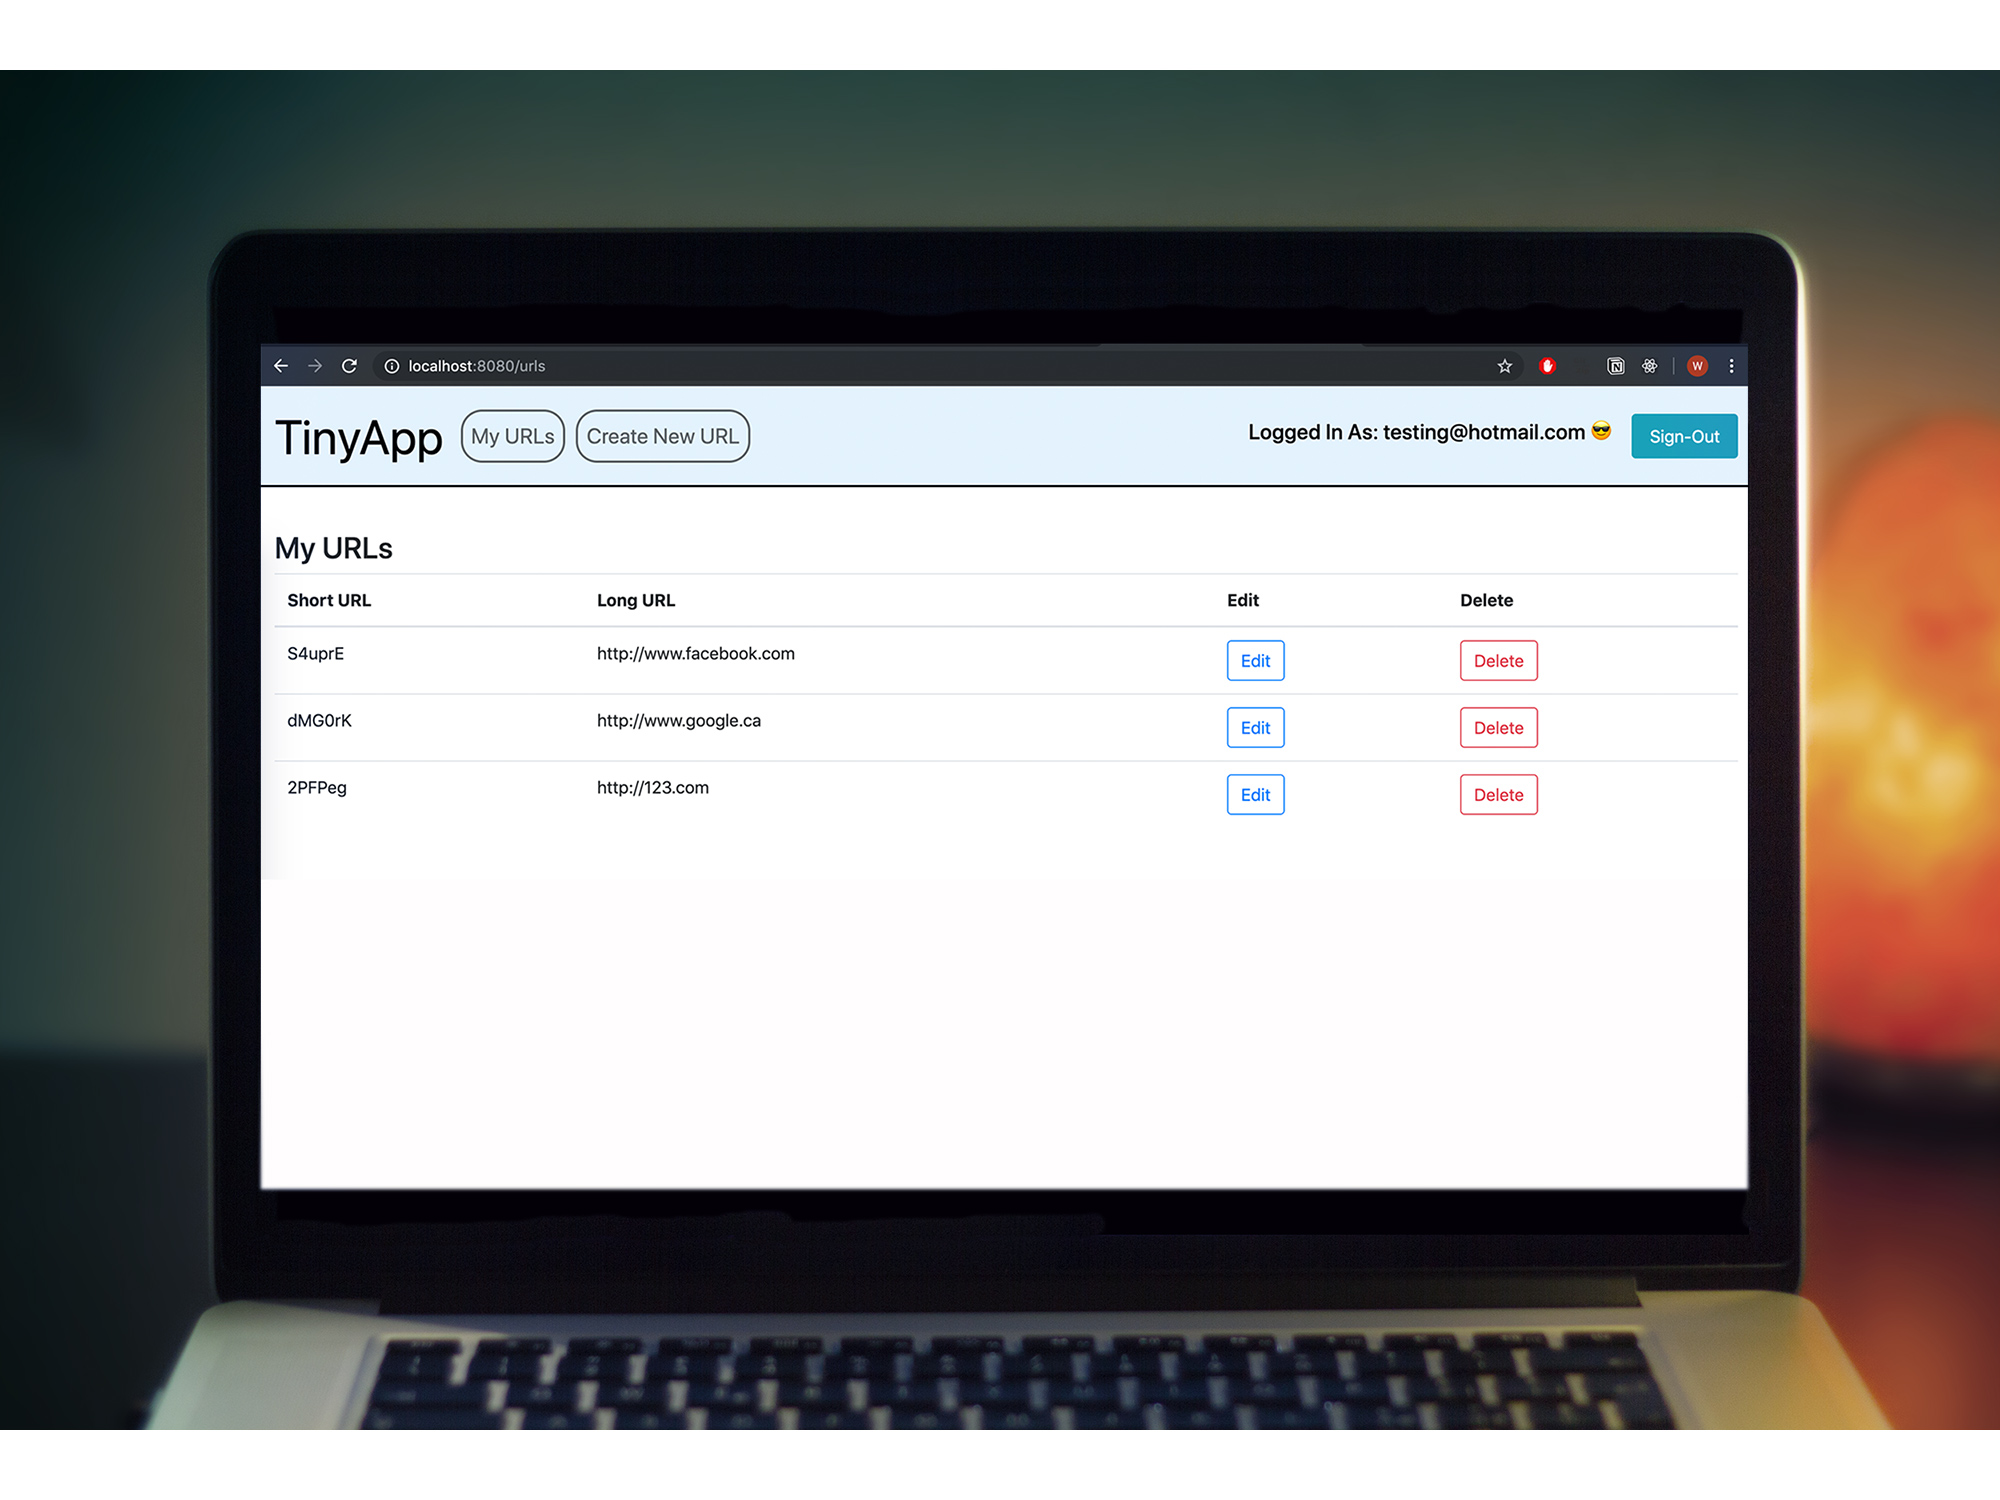 localhost:8080/urls
W
TinyApp My URLs Create New URL Logged In As: testing@hotmail.com 😎 Sign-Out
My URLs
Short URL Long URL Edit Delete
S4uprE http://www.facebook.com Edit Delete
dMG0rK http://www.google.ca Edit Delete
2PFPeg http://123.com Edit Delete